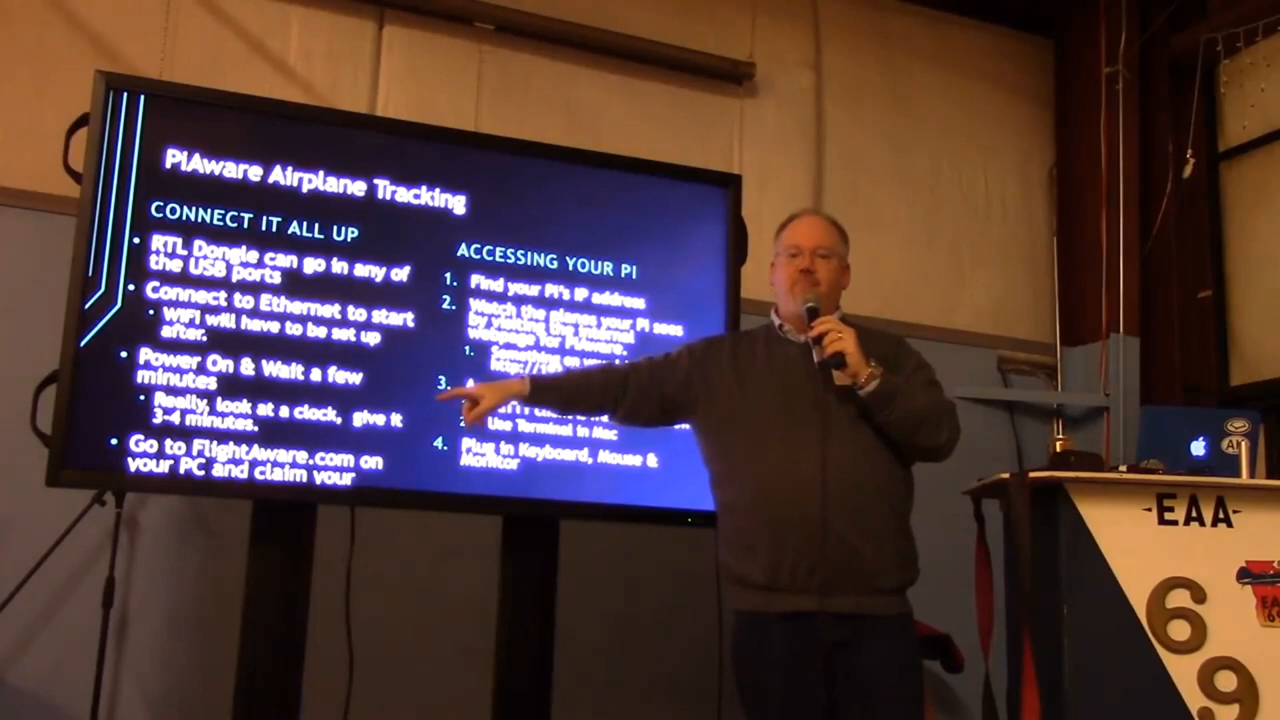 PiAware Airplane Tracking
CONNECT IT ALL UP
• RTL Dongle can go in any of
the USB ports
• Connect to Ethernet to start
• WIFI will have to be set up
after.
• Power On & Wait a few
minutes
• Really, look at a clock, give it
3-4 minutes.
• Go to FlightAware.com on
your PC and claim your
ACCESSING YOUR PI
1. Find your Pi's IP address
2. Watch the planes your Pi sees
by visiting the internal
webpage for PiAware.
1. Something on
3.
Use Terminal in Mac
4. Plug in Keyboard, Mouse &
Monitor
-EAA-
6
9